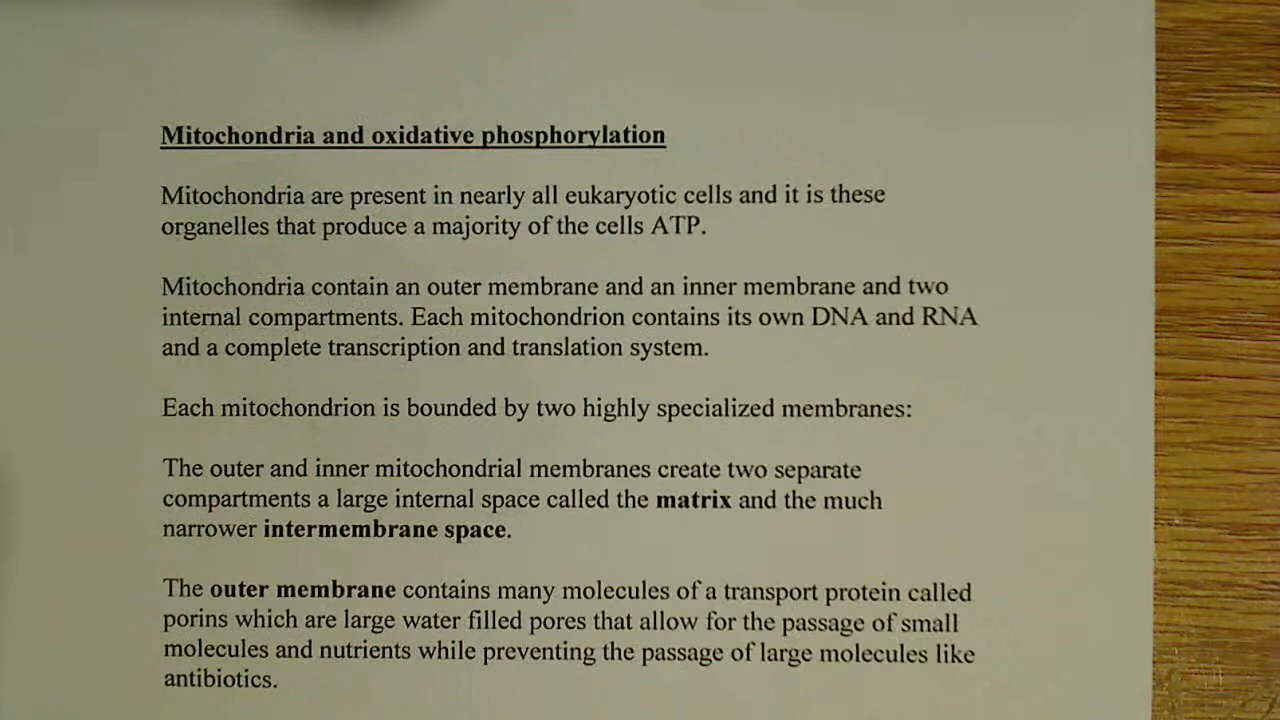 Mitochondria and oxidative phosphorylation
Mitochondria are present in nearly all eukaryotic cells and it is these
organelles that produce a majority of the cells ATP.
Mitochondria contain an outer membrane and an inner membrane and two
internal compartments. Each mitochondrion contains its own DNA and RNA
and a complete transcription and translation system.
Each mitochondrion is bounded by two highly specialized membranes:
The outer and inner mitochondrial membranes create two separate
compartments a large internal space called the matrix and the much
narrower intermembrane space.
The outer membrane contains many molecules of a transport protein called
porins which are large water filled pores that allow for the passage of small
molecules and nutrients while preventing the passage of large molecules like
antibiotics.